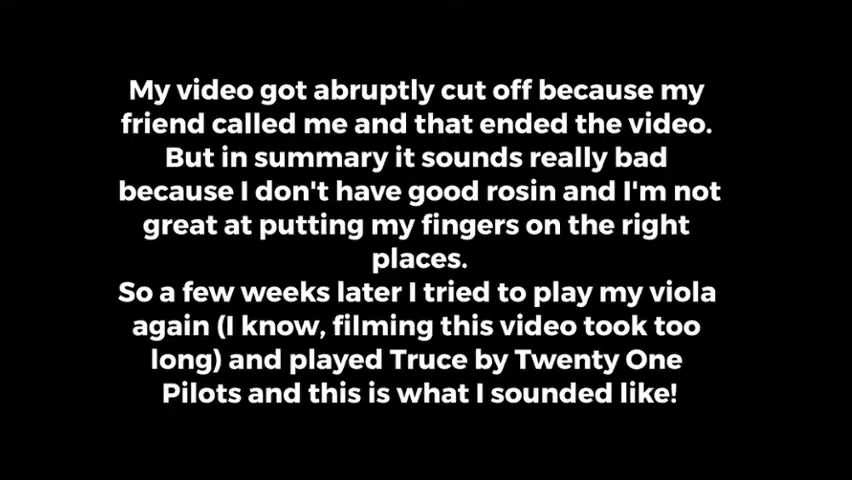 My video got abruptly cut off because my
friend called me and that ended the video.
But in summary it sounds really bad
because I don't have good rosin and I'm not
great at putting my fingers on the right
places.
So a few weeks later I tried to play my viola
again (I know, filming this video took too
long) and played Truce by Twenty One
Pilots and this is what I sounded like!